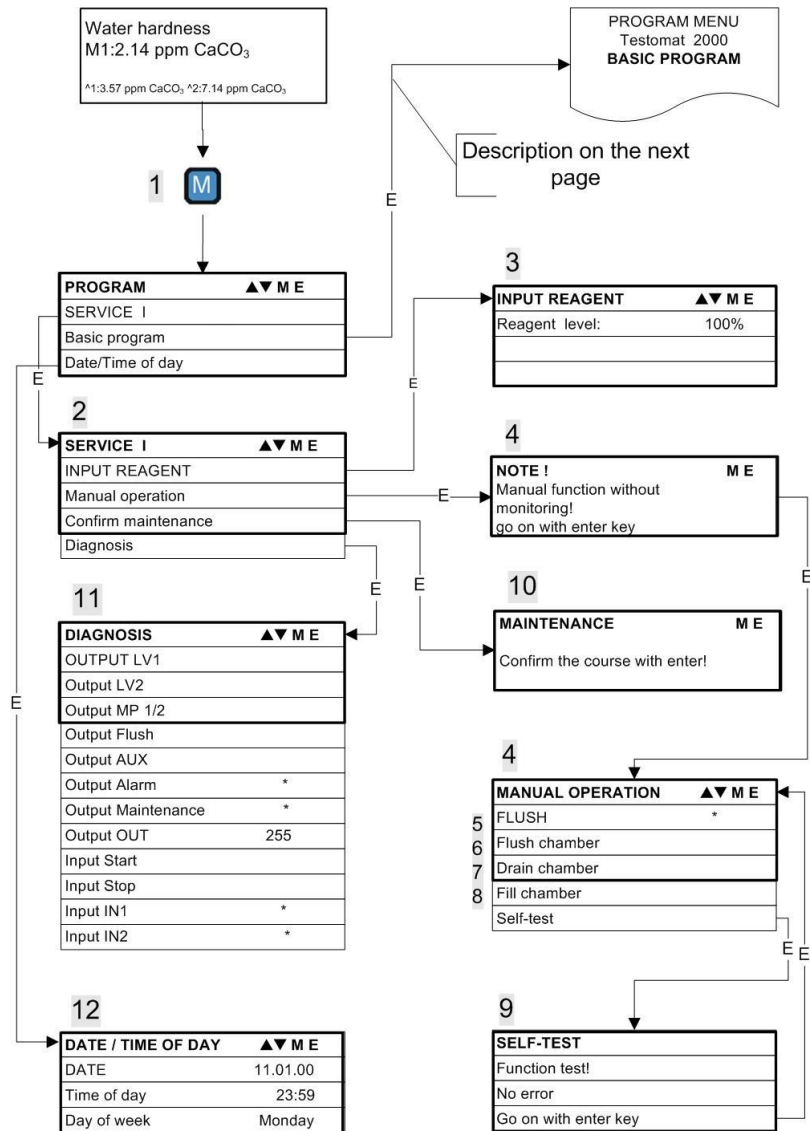 Water hardness
M1:2.14 ppm CaCO₃
^1:3.57 ppm CaCO₃ ^2:7.14 ppm CaCO₃
PROGRAM MENU
Testomat 2000
BASIC PROGRAM
Description on the next
page
1
M
E
PROGRAM ▲▼ M E
SERVICE I
Basic program
Date/Time of day
E
E
3
INPUT REAGENT ▲▼ M E
Reagent level: 100%
E
2
SERVICE I ▲▼ M E
INPUT REAGENT
Manual operation
Confirm maintenance
Diagnosis
E
E
E
4
NOTE ! M E
Manual function without
monitoring!
go on with enter key
E
10
MAINTENANCE M E
Confirm the course with enter!
11
DIAGNOSIS ▲▼ M E
OUTPUT LV1
Output LV2
Output MP 1/2
Output Flush
Output AUX
Output Alarm *
Output Maintenance *
Output OUT 255
Input Start
Input Stop
Input IN1 *
Input IN2 *
4
MANUAL OPERATION ▲▼ M E
5 FLUSH *
6 Flush chamber
7 Drain chamber
8 Fill chamber
Self-test
E E
12
DATE / TIME OF DAY ▲▼ M E
DATE 11.01.00
Time of day 23:59
Day of week Monday
9
SELF-TEST
Function test!
No error
Go on with enter key